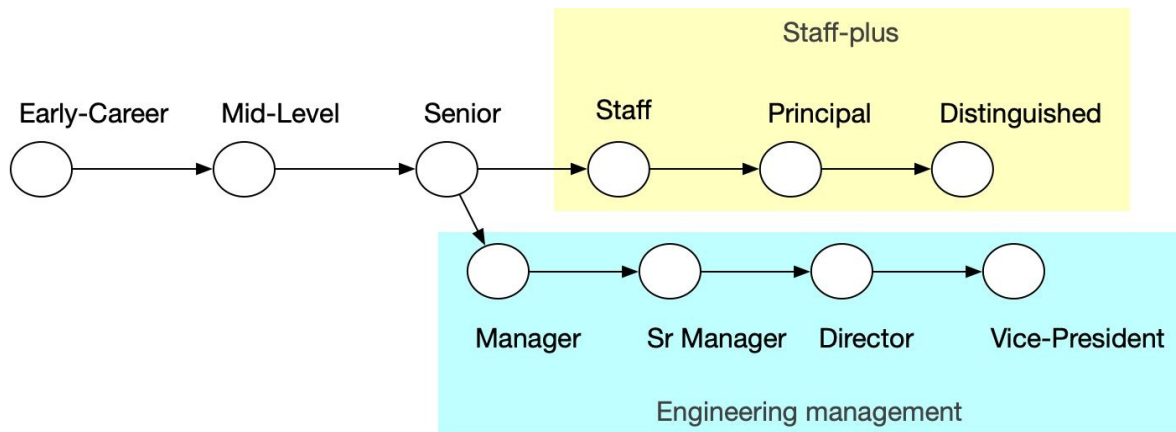 Staff-plus
Early-Career Mid-Level Senior Staff Principal Distinguished
Manager Sr Manager Director Vice-President
Engineering management